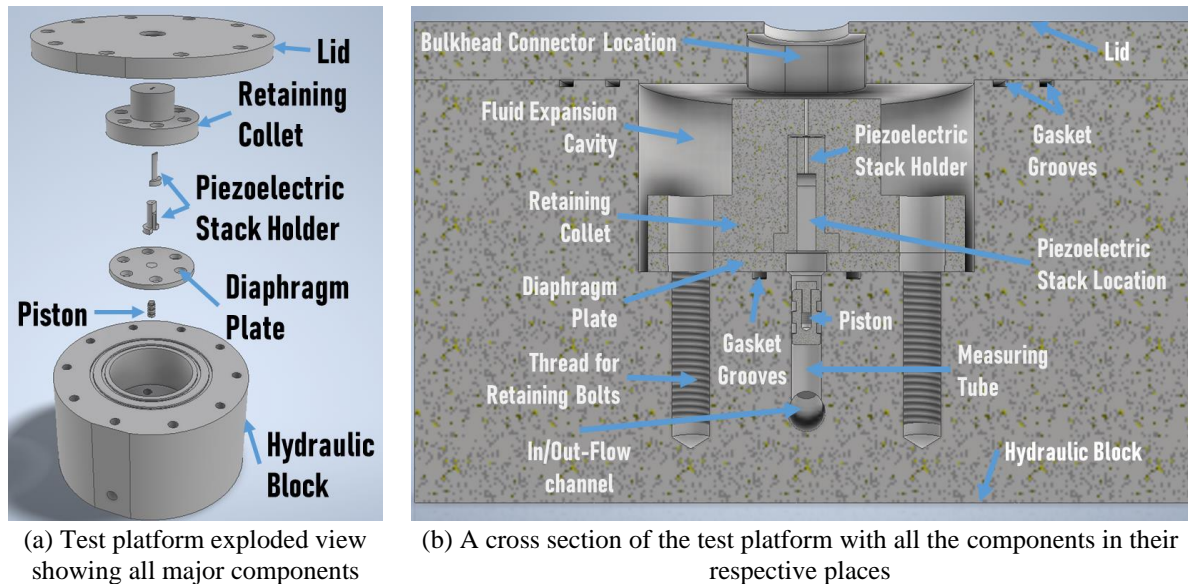 Lid
Retaining
Collet
Piezoelectric
Stack Holder
Diaphragm
Plate
Piston
Hydraulic
Block
(a) Test platform exploded view
showing all major components
Bulkhead Connector Location
Lid
Fluid Expansion
Cavity
Piezoelectric
Stack Holder
Gasket
Grooves
Retaining
Collet
Piezoelectric
Stack Location
Diaphragm
Plate
Piston
Gasket
Grooves
Measuring
Tube
Thread for
Retaining Bolts
In/Out-Flow
channel
Hydraulic Block
(b) A cross section of the test platform with all the components in their
respective places